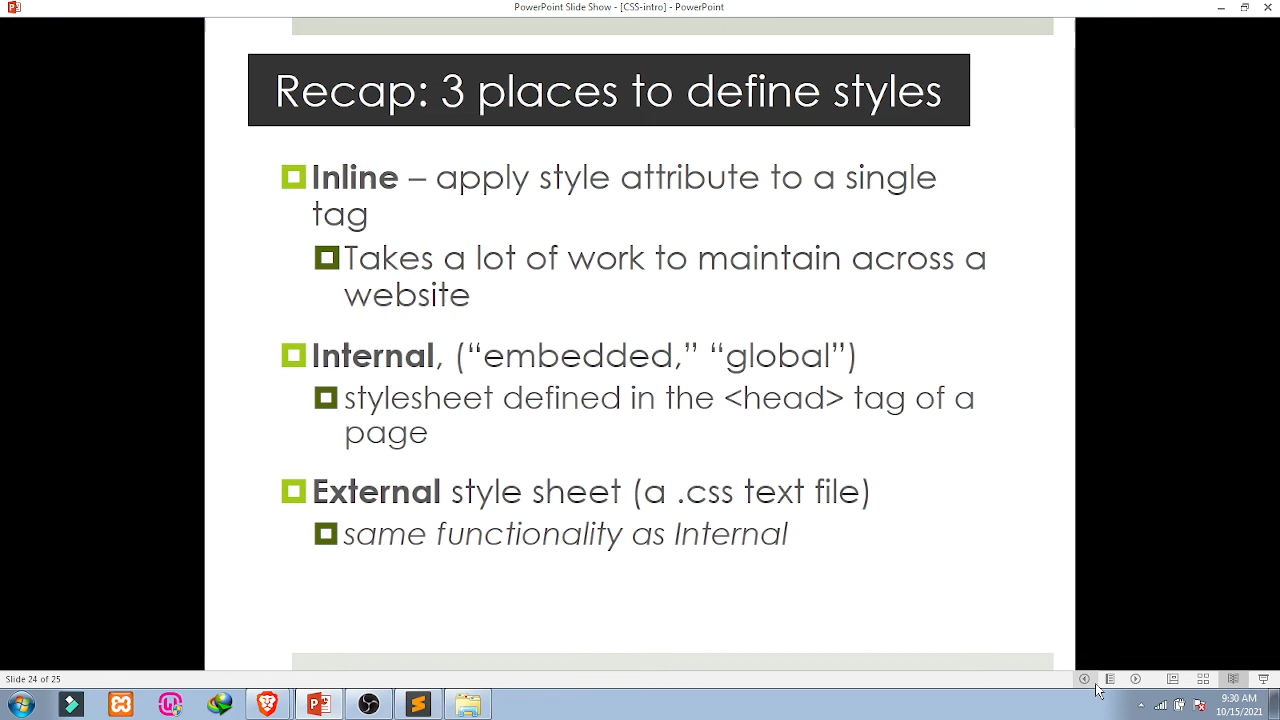 PowerPoint Slide Show - [CSS-intro] - PowerPoint
Recap: 3 places to define styles
Inline – apply style attribute to a single
tag
Takes a lot of work to maintain across a
website
Internal, (“embedded,” “global”)
stylesheet defined in the <head> tag of a
page
External style sheet (a .css text file)
same functionality as Internal
Slide 24 of 25
9:30 AM
10/15/2021